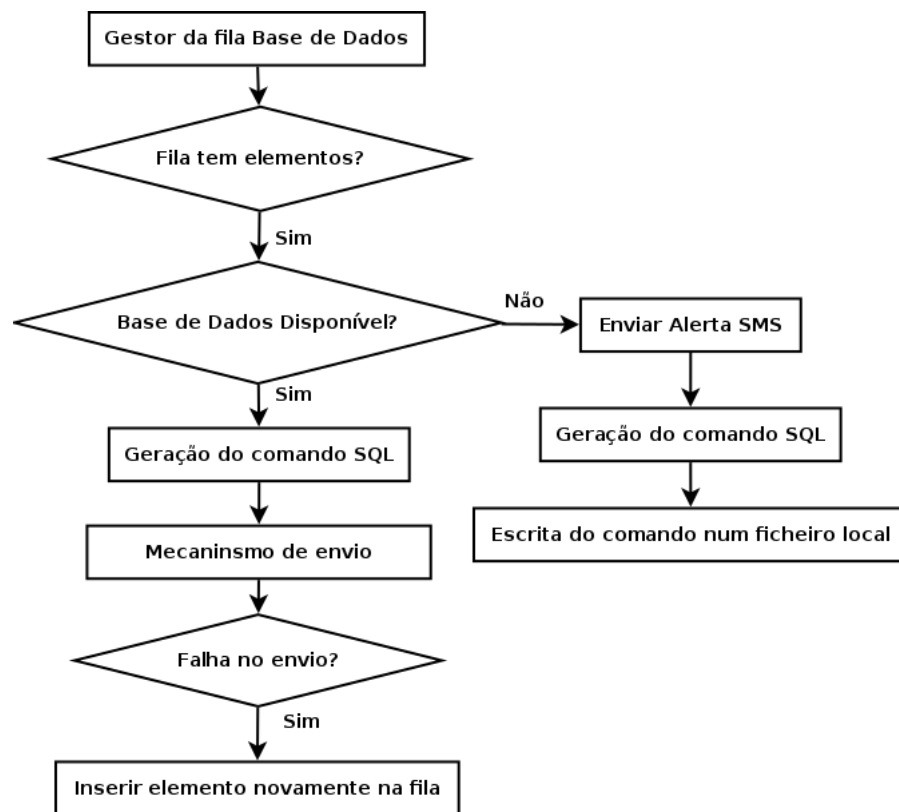 Gestor da fila Base de Dados
Fila tem elementos?
Sim
Base de Dados Disponível?
Não
Enviar Alerta SMS
Sim
Geração do comando SQL
Geração do comando SQL
Mecaninsmo de envio
Escrita do comando num ficheiro local
Falha no envio?
Sim
Inserir elemento novamente na fila